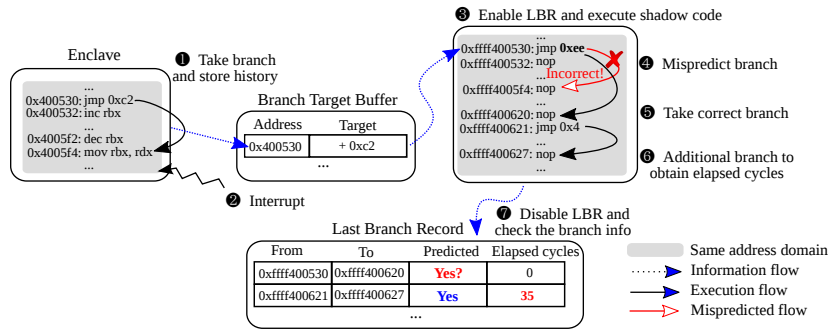 ❸ Enable LBR and execute shadow code
Enclave
❶ Take branch
and store history
...
0x400530: jmp 0xc2
0x400532: inc rbx
...
0x4005f2: dec rbx
0x4005f4: mov rbx, rdx
...
❷ Interrupt
Branch Target Buffer
Address Target
0x400530 + 0xc2
...
...
0xffff400530: jmp 0xee
0xffff400532: nop
... Incorrect!
0xffff4005f4: nop
...
0xffff400620: nop
0xffff400621: jmp 0x4
...
0xffff400627: nop
...
❹ Mispredict branch
❺ Take correct branch
❻ Additional branch to
obtain elapsed cycles
❼ Disable LBR and
check the branch info
Last Branch Record
From To Predicted Elapsed cycles
0xffff400530 0xffff400620 Yes? 0
0xffff400621 0xffff400627 Yes 35
...
Same address domain
Information flow
Execution flow
Mispredicted flow